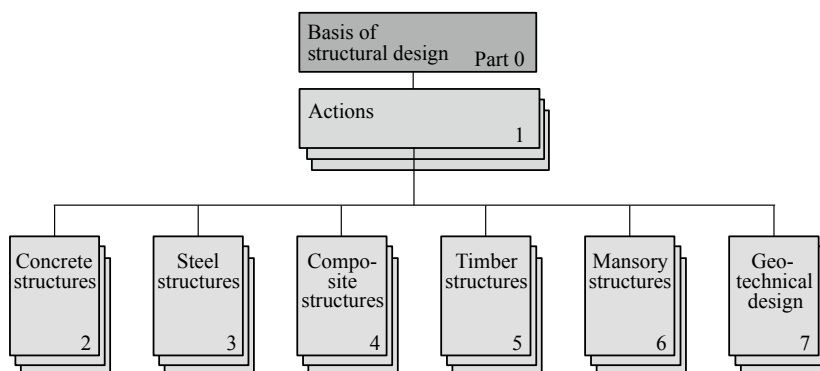 Basis of
structural design Part 0
Actions
1
Concrete
structures
2
Steel
structures
3
Compo-
site
structures
4
Timber
structures
5
Mansory
structures
6
Geo-
technical
design
7